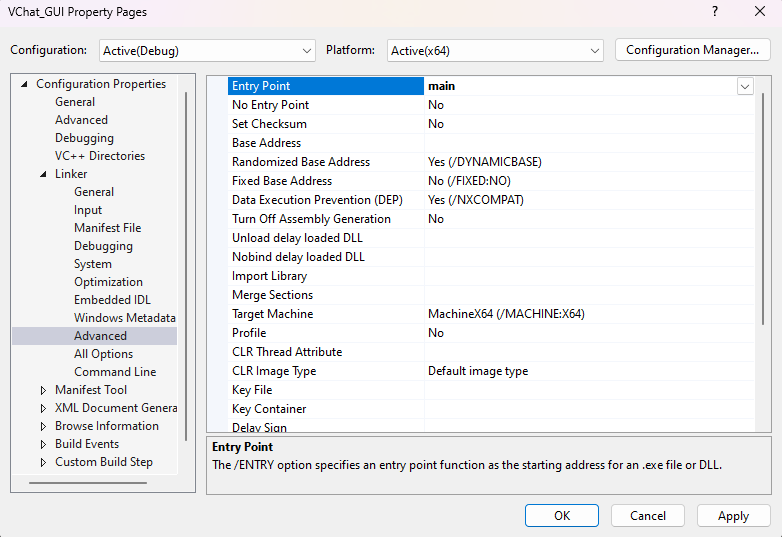 VChat_GUI Property Pages
Configuration: Active(Debug) Platform: Active(x64) Configuration Manager...
Configuration Properties
General
Advanced
Debugging
VC++ Directories
Linker
General
Input
Manifest File
Debugging
System
Optimization
Embedded IDL
Windows Metadata
Advanced
All Options
Command Line
Manifest Tool
XML Document Genera
Browse Information
Build Events
Custom Build Step
Entry Point main
No Entry Point No
Set Checksum No
Base Address
Randomized Base Address Yes (/DYNAMICBASE)
Fixed Base Address No (/FIXED:NO)
Data Execution Prevention (DEP) Yes (/NXCOMPAT)
Turn Off Assembly Generation No
Unload delay loaded DLL
Nobind delay loaded DLL
Import Library
Merge Sections
Target Machine MachineX64 (/MACHINE:X64)
Profile No
CLR Thread Attribute
CLR Image Type Default image type
Key File
Key Container
Delay Sign
Entry Point
The /ENTRY option specifies an entry point function as the starting address for an .exe file or DLL.
OK Cancel Apply